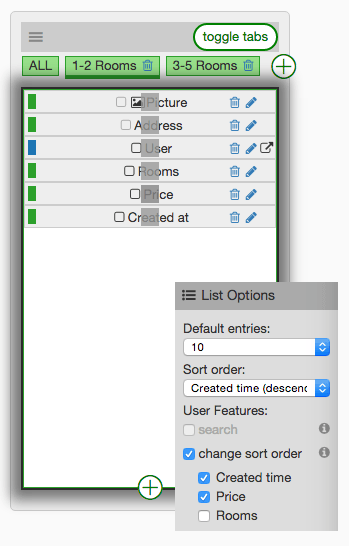 toggle tabs
ALL 1-2 Rooms 3-5 Rooms
Picture
Address
User
Rooms
Price
Created at
List Options
Default entries:
10
Sort order:
Created time (descenc
User Features:
search
change sort order
Created time
Price
Rooms